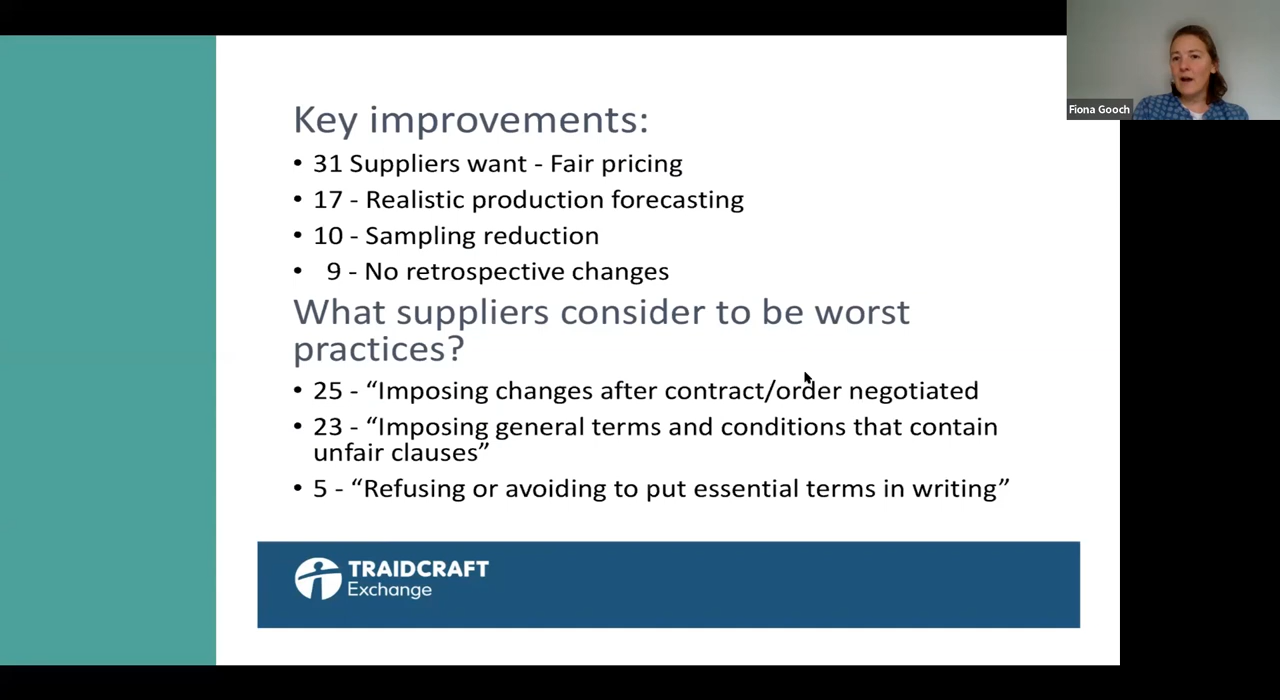 Fiona Gooch
Key improvements:
• 31 Suppliers want - Fair pricing
• 17 - Realistic production forecasting
• 10 - Sampling reduction
• 9 - No retrospective changes
What suppliers consider to be worst
practices?
• 25 - “Imposing changes after contract/order negotiated
• 23 - “Imposing general terms and conditions that contain
unfair clauses”
• 5 - “Refusing or avoiding to put essential terms in writing”
TRAIDCRAFT
Exchange